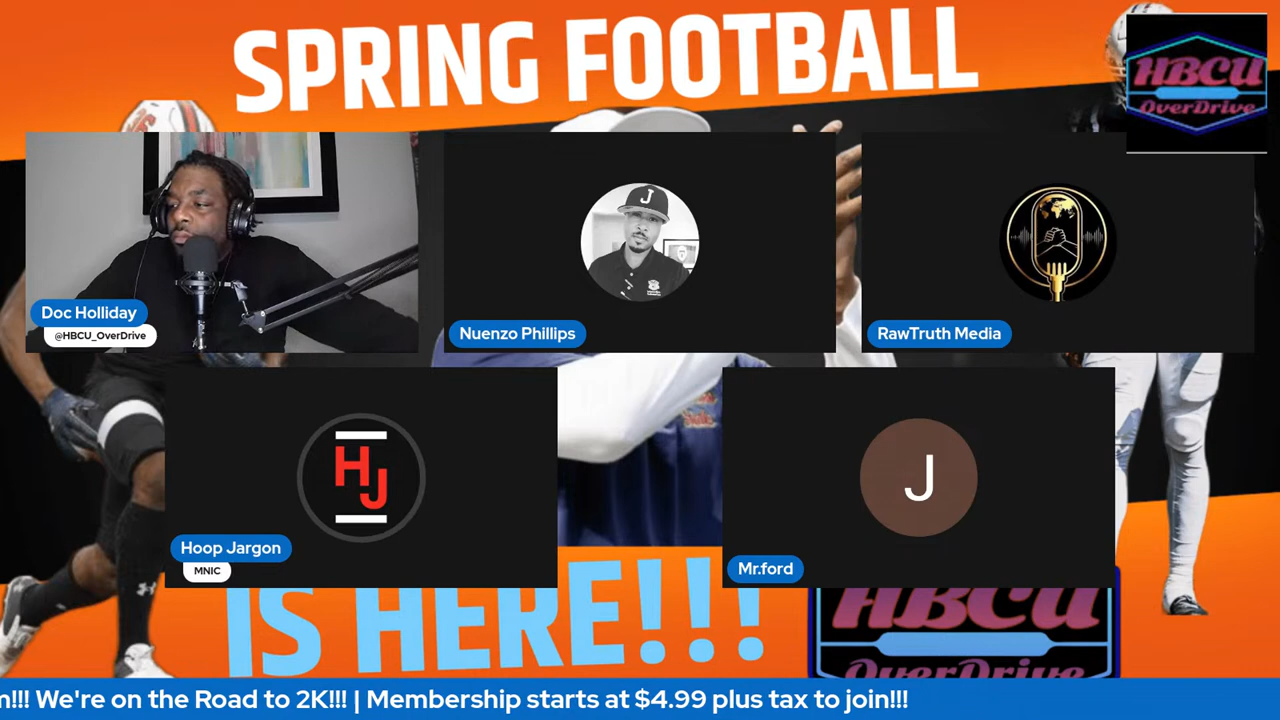 SPRING FOOTBALL
HBCU
OverDrive
J
Doc Holliday
@HBCU_OverDrive
Nuenzo Phillips
RawTruth Media
HJ
J
Hoop Jargon
MNIC
Mr.ford
IS HERE!!!
HBCU
OverDrive
!!! We're on the Road to 2K!!! | Membership starts at $4.99 plus tax to join!!!